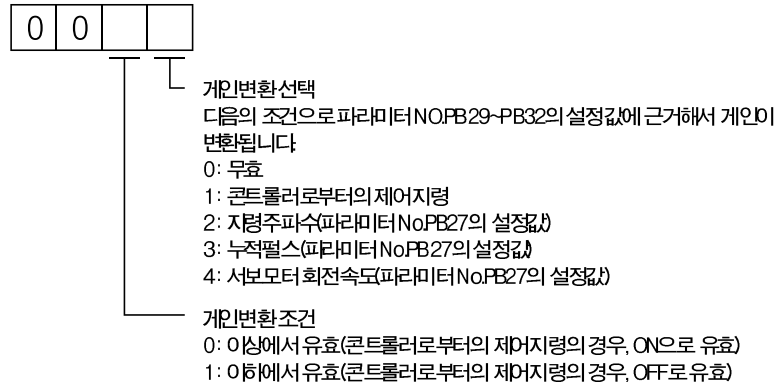 0 0
게인변환 선택
다음의 조건으로 파라미터 NO.PB29~PB32의 설정값에 근거해서 게인이
변환됩니다.
0: 무효
1: 콘트롤러로부터의 제어지령
2: 지령주파수(파라미터 No.PB27의 설정값)
3: 누적펄스(파라미터 No.PB27의 설정값)
4: 서보모터 회전속도(파라미터 No.PB27의 설정값)
게인변환 조건
0: 이상에서 유효(콘트롤러로부터의 제어지령의 경우, ON으로 유효)
1: 이하에서 유효(콘트롤러로부터의 제어지령의 경우, OFF로 유효)